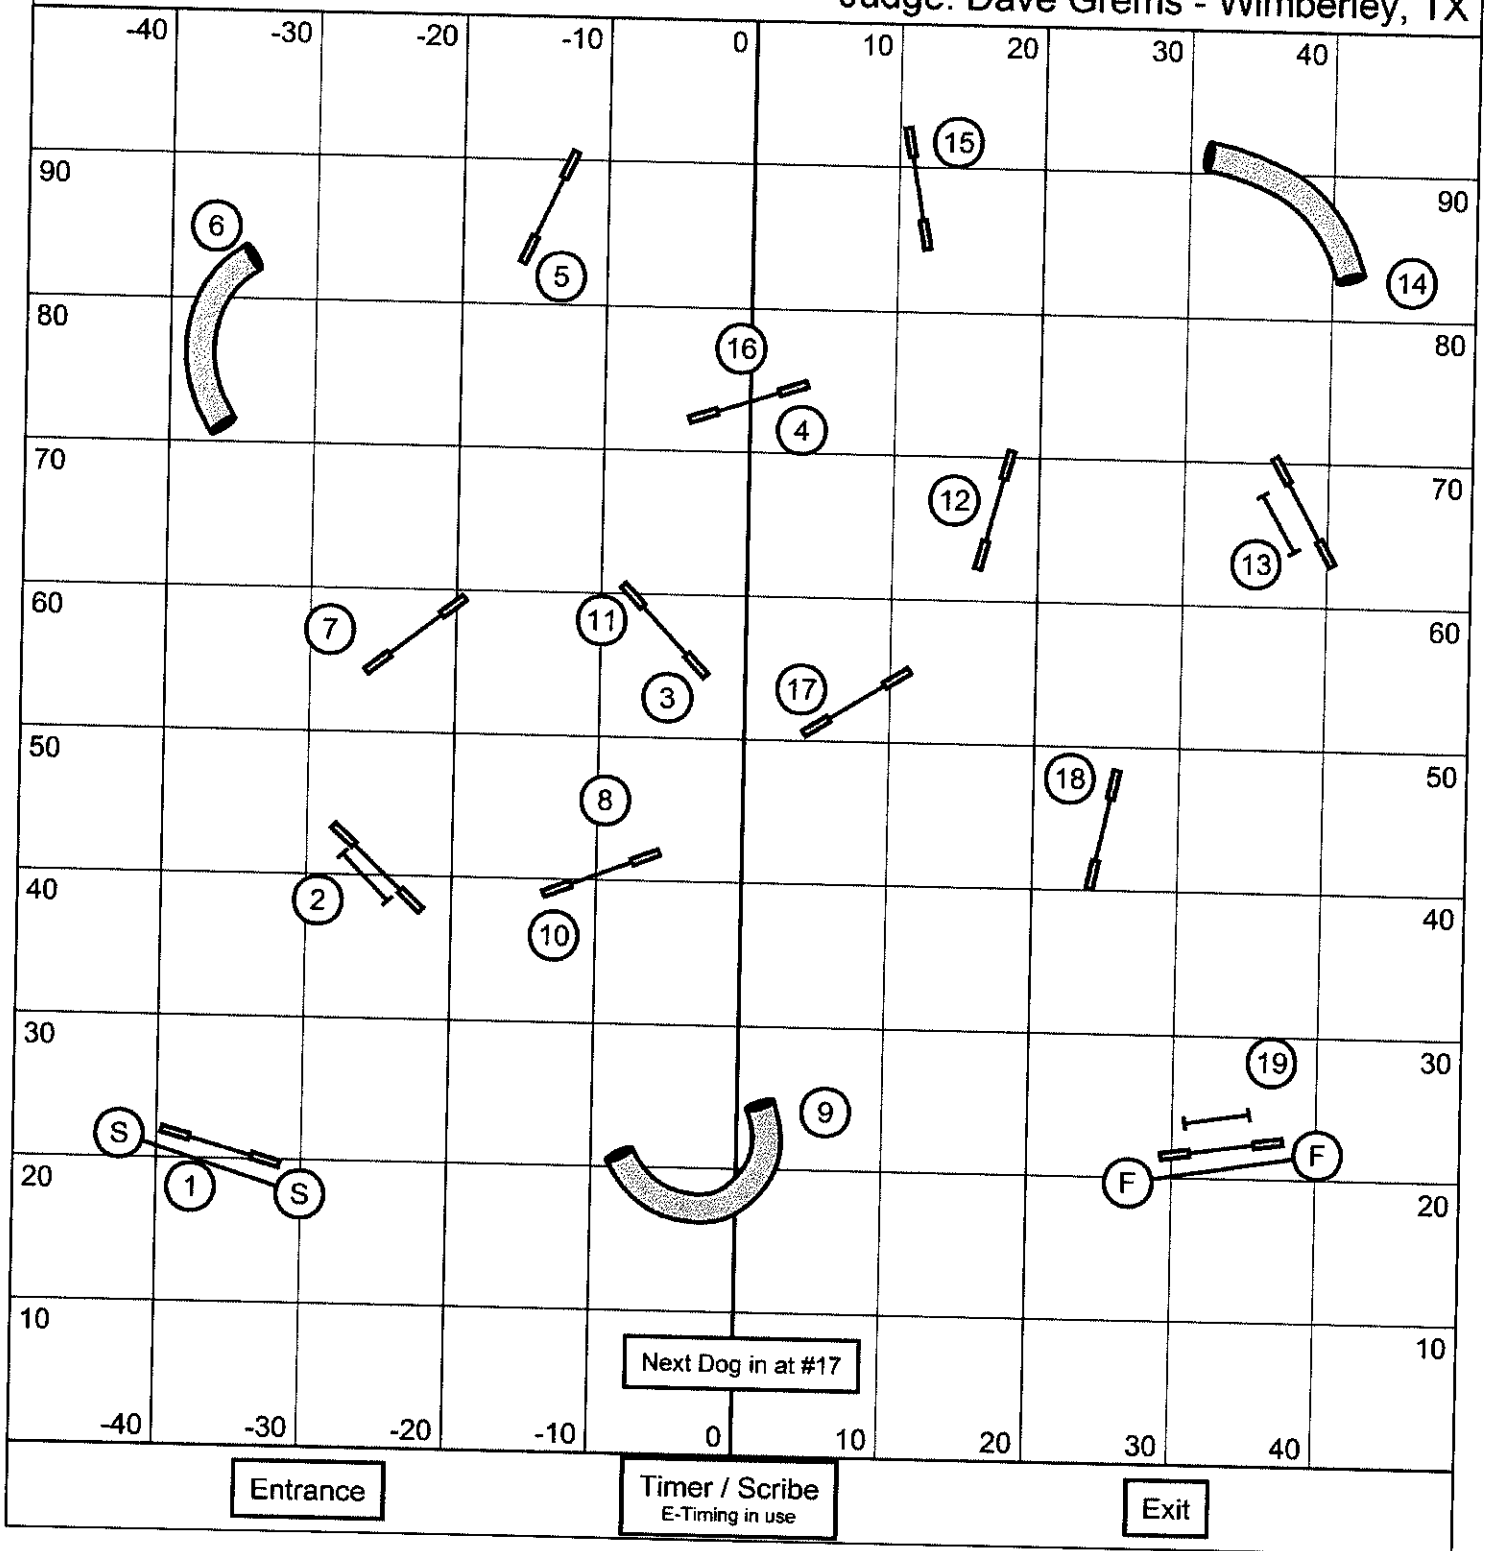 Judge: Dave Grems - Wimberley, TX
-40 -30 -20 -10 0 10 20 30 40
15
90 90
6
5
14
80 80
16
4
70 70
12
13
60 60
7
11
3
17
50 50
18
8
2
40 40
10
30 30
19
9
S
F
1
S
F
20 20
10 10
Next Dog in at #17
-40 -30 -20 -10 0 10 20 30 40
Entrance
Timer / Scribe
E-Timing in use
Exit